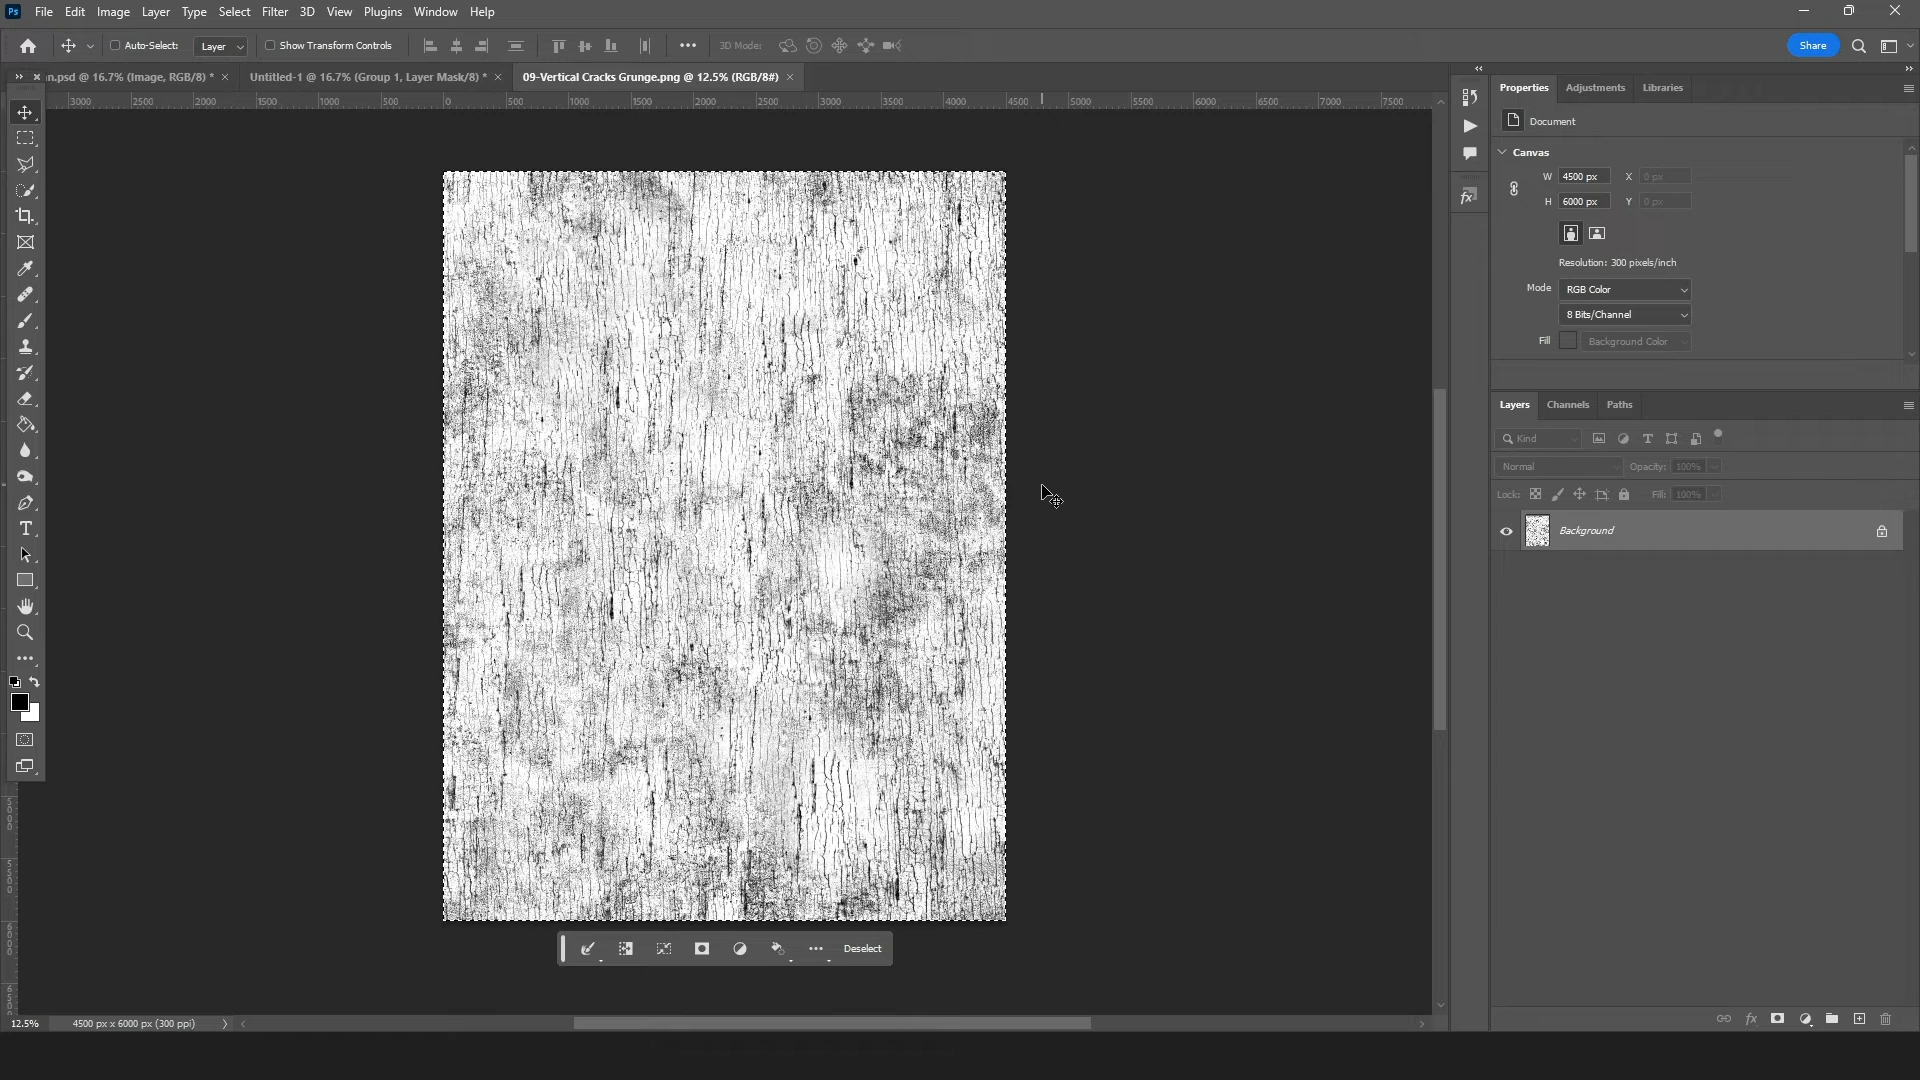 Ps File Edit Image Layer Type Select Filter 3D View Plugins Window Help
Auto-Select: Layer Show Transform Controls 3D Mode: Share
an.psd @ 16.7% (Image, RGB/8) * Untitled-1 @ 16.7% (Group 1, Layer Mask/8) * 09-Vertical Cracks Grunge.png @ 12.5% (RGB/8#)
3000 2500 2000 1500 1000 500 0 500 1000 1500 2000 2500 3000 3500 4000 4500 5000 5500 6000 6500 7000 7500
Properties Adjustments Libraries
Document
Canvas
W 4500 px X 0 px
H 6000 px Y 0 px
Resolution: 300 pixels/inch
Mode RGB Color
8 Bits/Channel
Fill Background Color
Layers Channels Paths
Kind
Normal Opacity: 100%
Lock: Fill: 100%
Background
T
5000
5500
6000
Deselect
12.5% 4500 px x 6000 px (300 ppi)